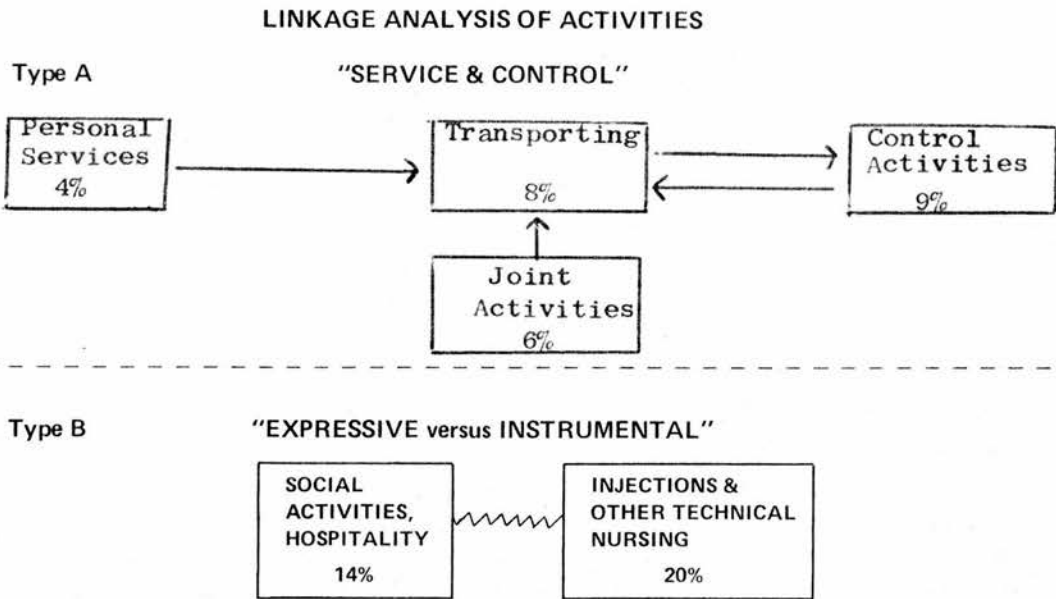 LINKAGE ANALYSIS OF ACTIVITIES
Type A
"SERVICE & CONTROL"
Personal
Services
4%
Transporting
8%
Control
Activities
9%
Joint
Activities
6%
Type B
"EXPRESSIVE versus INSTRUMENTAL"
SOCIAL
ACTIVITIES,
HOSPITALITY
14%
INJECTIONS &
OTHER TECHNICAL
NURSING
20%